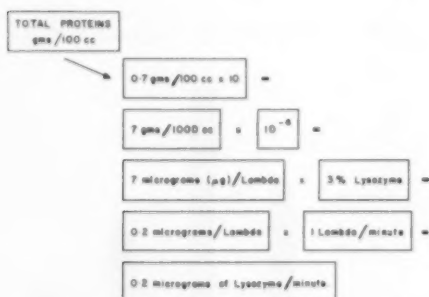 TOTAL PROTEINS
gms/100 cc
0·7 gms/100 cc x 10 =
7 gms/1000 cc x 10⁻⁶ =
7 micrograms (μg)/Lambda x 3% Lysozyme =
0·2 micrograms/Lambda x 1 Lambda/minute =
0·2 micrograms of Lysozyme/minute